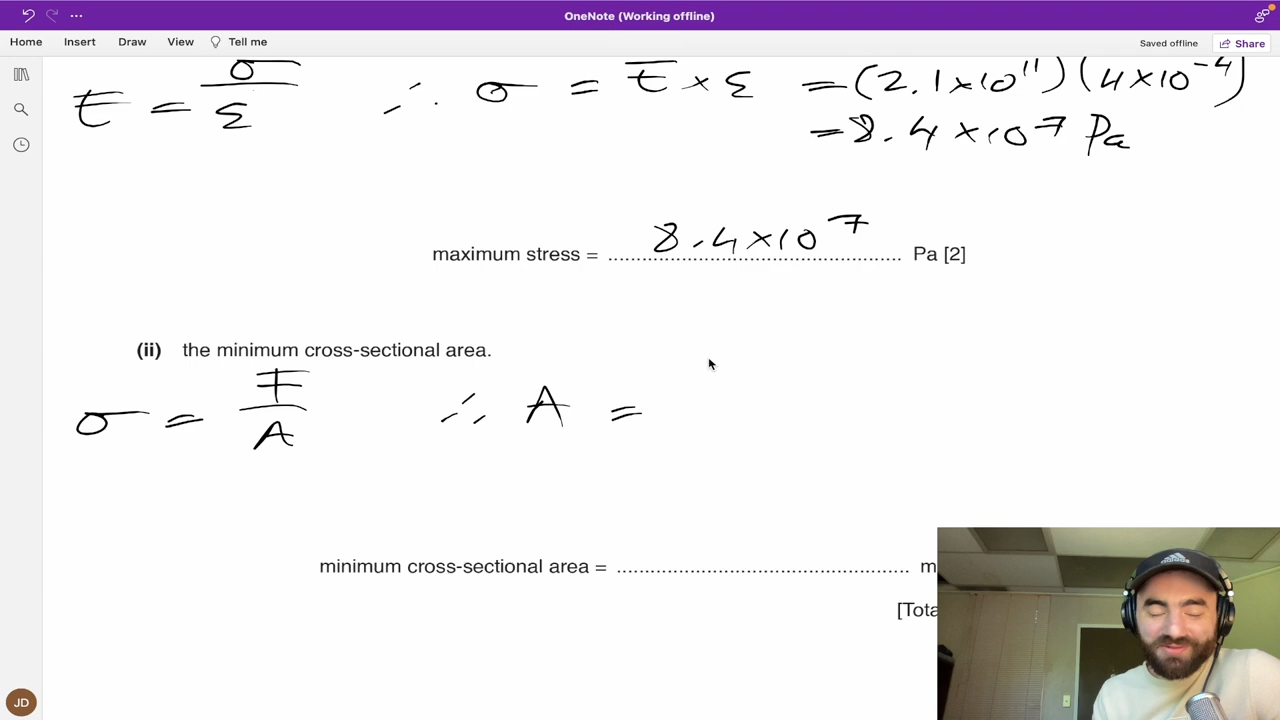 OneNote (Working offline)
Home Insert Draw View Tell me Saved offline Share
E = σ/ε ∴ σ = E × ε = (2.1×10¹¹)(4×10⁻⁴)
= 8.4 ×10⁷ Pa
8.4×10⁷
maximum stress = .................................................... Pa [2]
(ii) the minimum cross-sectional area.
σ = F/A ∴ A =
minimum cross-sectional area = .................................................... m
[Tota
JD